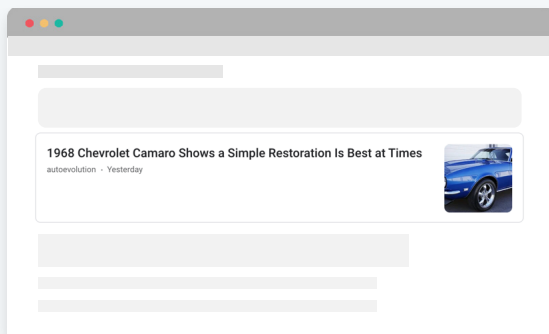 1968 Chevrolet Camaro Shows a Simple Restoration Is Best at Times
autoevolution - Yesterday